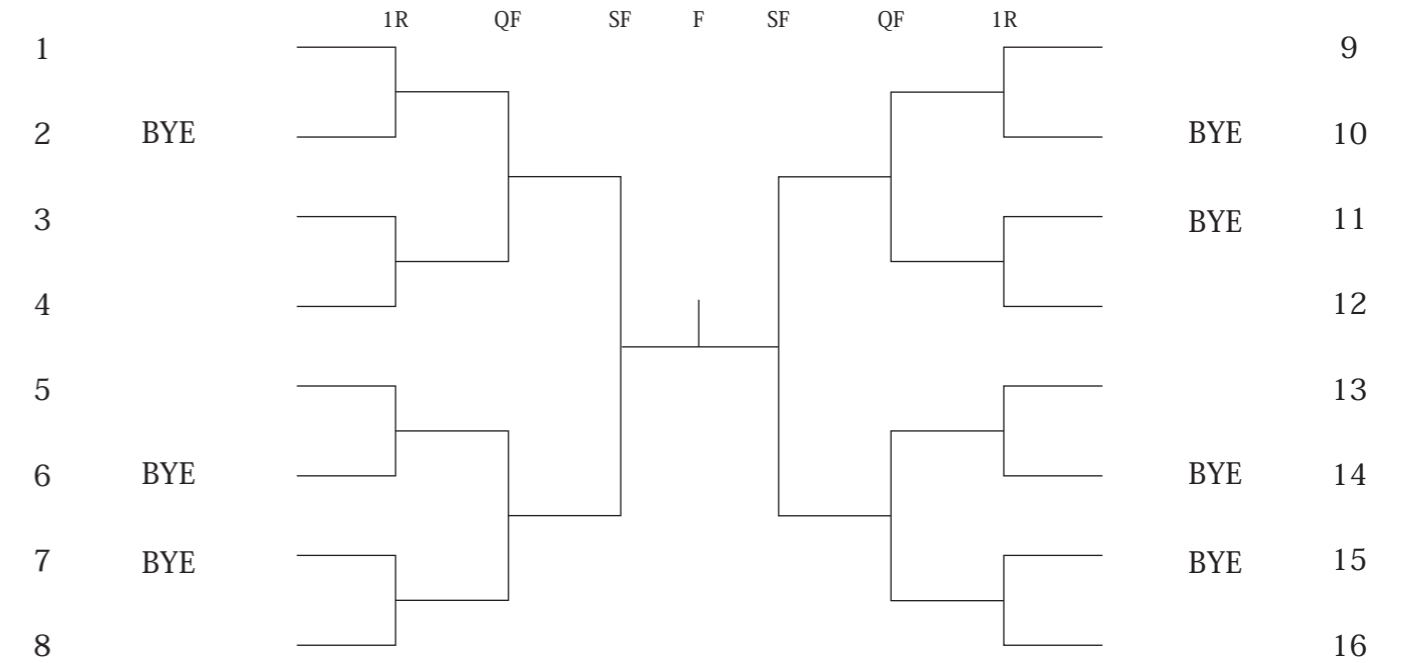 1R QF SF F SF QF 1R
1 9
2 BYE BYE 10
3 BYE 11
4 12
5 13
6 BYE BYE 14
7 BYE BYE 15
8 16